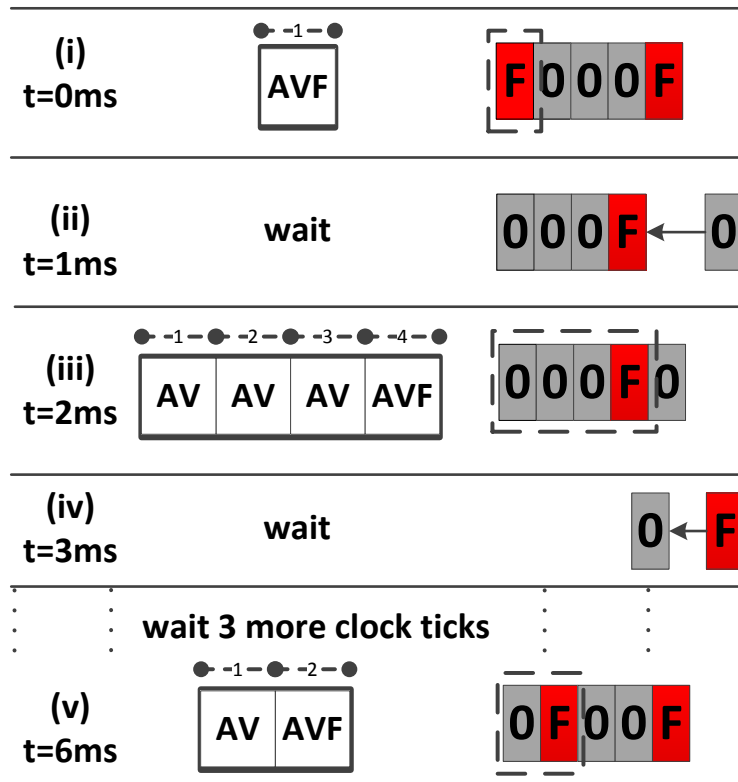 (i)
t=0ms
1
AVF
F 0 0 0 F
(ii)
t=1ms
wait
0 0 0 F 0
(iii)
t=2ms
1 2 3 4
AV AV AV AVF
0 0 0 F 0
(iv)
t=3ms
wait
0 F
wait 3 more clock ticks
(v)
t=6ms
1 2
AV AVF
0 F 0 0 F